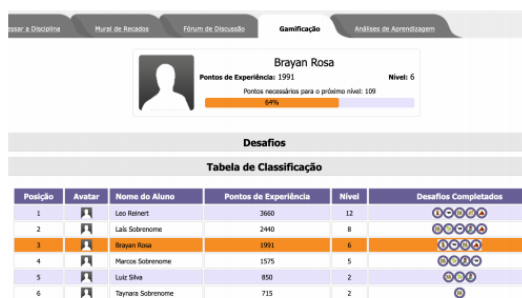 essar a Disciplina Mural de Recados Fórum de Discussão Gamificação Análises de Aprendizagem
Brayan Rosa
Pontos de Experiência: 1991 Nível: 6
Pontos necessários para o próximo nível: 109
64%
Desafios
Tabela de Classificação
Posição Avatar Nome do Aluno Pontos de Experiência Nível Desafios Completados
1 Leo Reinert 3660 12
2 Laís Sobrenome 2440 8
3 Brayan Rosa 1991 6
4 Marcos Sobrenome 1575 5
5 Luiz Silva 850 2
6 Taynara Sobrenome 715 2